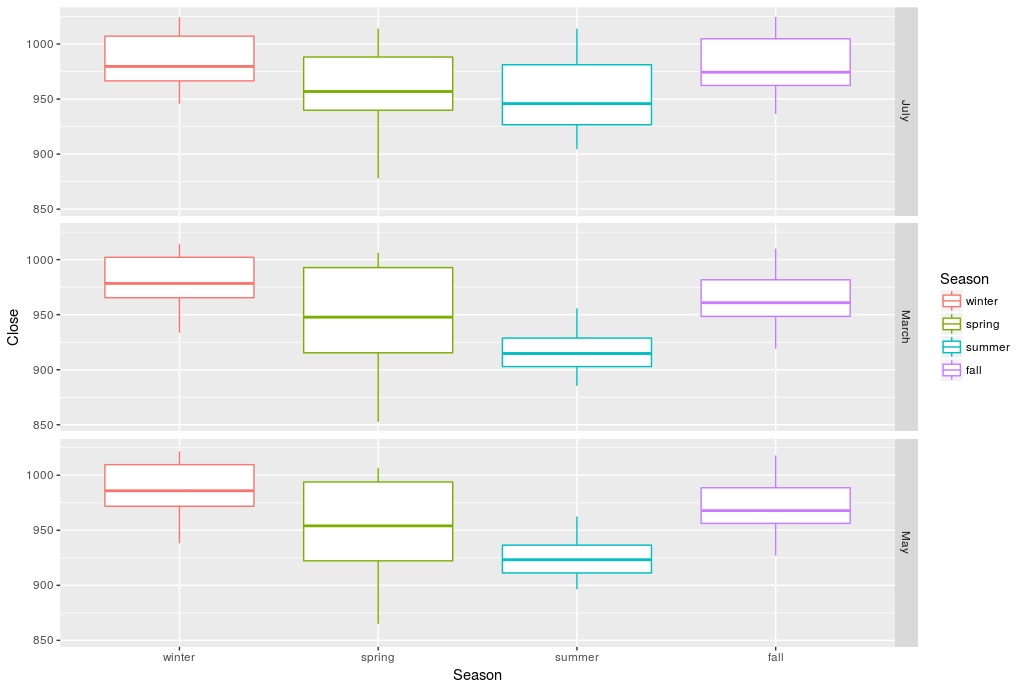 1000
950
900
850
July
1000
950
900
850
March
1000
950
900
850
May
Close
winter spring summer fall
Season
Season
winter
spring
summer
fall